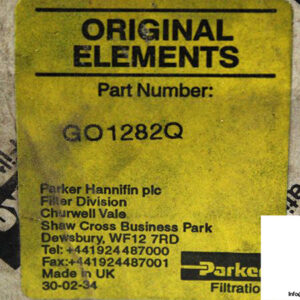 ORIGINAL
ELEMENTS
Part Number:
GO1282Q
Parker Hannifin plc
Filter Division
Churwell Vale
Shaw Cross Business Park
Dewsbury, WF12 7RD
Tel: +441924487000
Fax:+441924487001
Made in UK
30-02-34
Parker
Filtratio